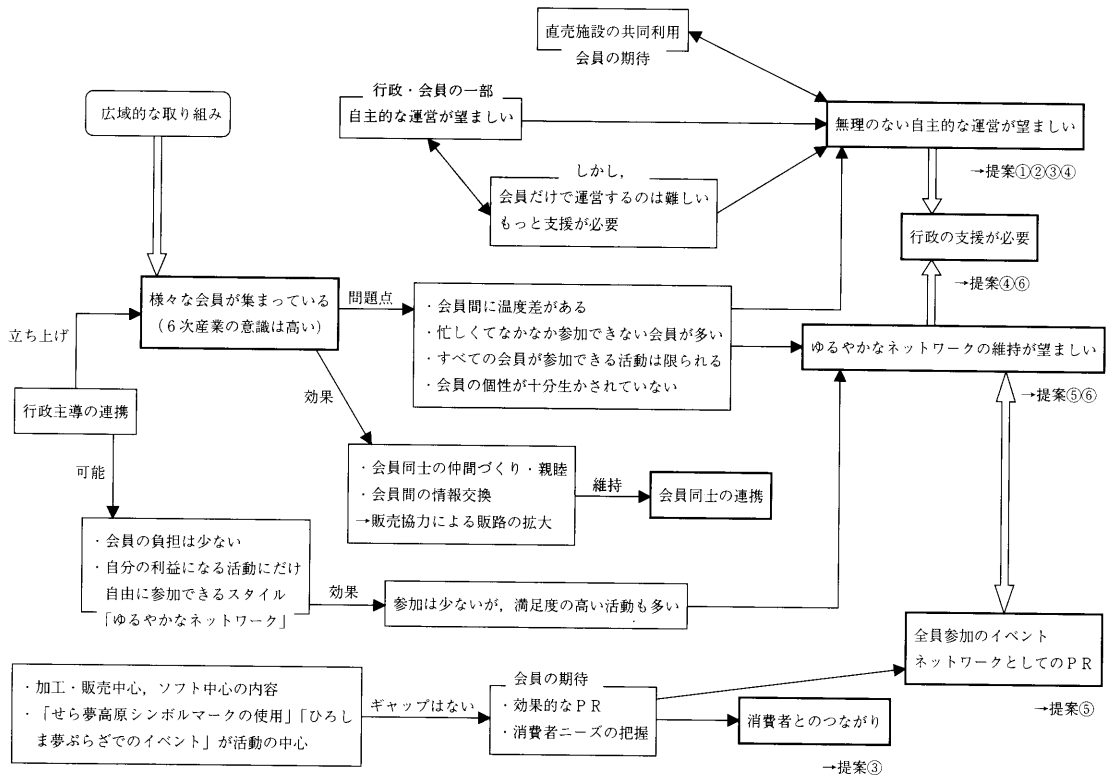 直売施設の共同利用
会員の期待
行政・会員の一部
自主的な運営が望ましい
広域的な取り組み
無理のない自主的な運営が望ましい
→提案①②③④
しかし，
会員だけで運営するのは難しい
もっと支援が必要
行政の支援が必要
→提案④⑥
様々な会員が集まっている
（６次産業の意識は高い）
問題点
・会員間に温度差がある
・忙しくてなかなか参加できない会員が多い
・すべての会員が参加できる活動は限られる
・会員の個性が十分生かされていない
立ち上げ
ゆるやかなネットワークの維持が望ましい
→提案⑤⑥
行政主導の連携
効果
可能
・会員同士の仲間づくり・親睦
・会員間の情報交換
→販売協力による販路の拡大
維持
会員同士の連携
・会員の負担は少ない
・自分の利益になる活動にだけ
自由に参加できるスタイル
「ゆるやかなネットワーク」
効果
参加は少ないが，満足度の高い活動も多い
全員参加のイベント
ネットワークとしてのＰＲ
→提案⑤
・加工・販売中心，ソフト中心の内容
・「せら夢高原シンボルマークの使用」「ひろし
ま夢ぷらざでのイベント」が活動の中心
ギャップはない
会員の期待
・効果的なＰＲ
・消費者ニーズの把握
消費者とのつながり
→提案③